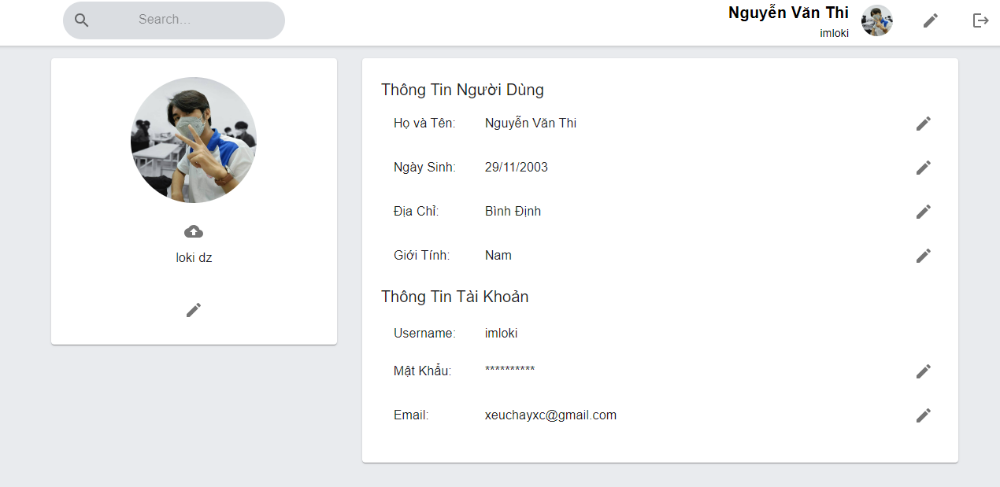 Search...
Nguyễn Văn Thi
imloki
loki dz
Thông Tin Người Dùng
Họ và Tên: Nguyễn Văn Thi
Ngày Sinh: 29/11/2003
Địa Chỉ: Bình Định
Giới Tính: Nam
Thông Tin Tài Khoản
Username: imloki
Mật Khẩu: **********
Email: xeuchayxc@gmail.com